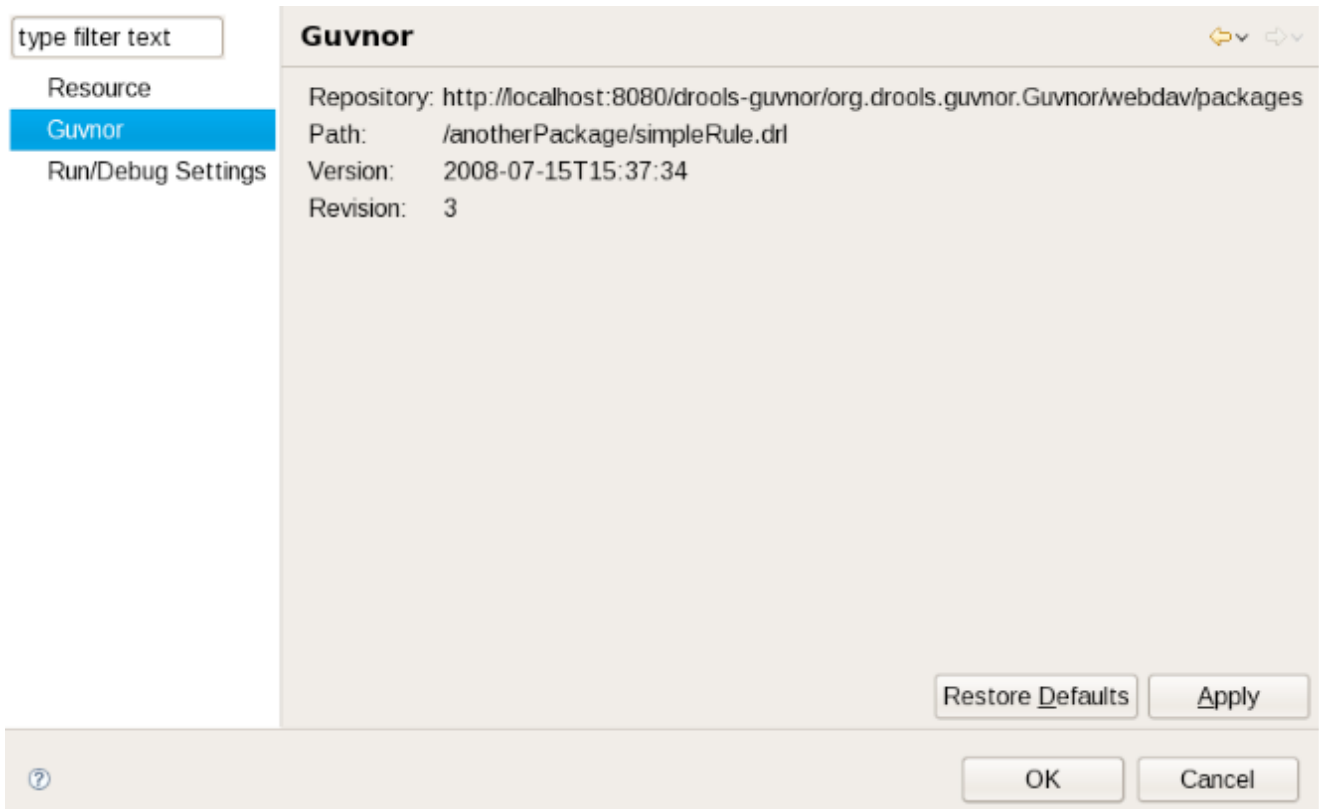 type filter text
Resource
Guvnor
Run/Debug Settings
Guvnor
Repository: http://localhost:8080/drools-guvnor/org.drools.guvnor.Guvnor/webdav/packages
Path: /anotherPackage/simpleRule.drl
Version: 2008-07-15T15:37:34
Revision: 3
Restore Defaults Apply
? OK Cancel